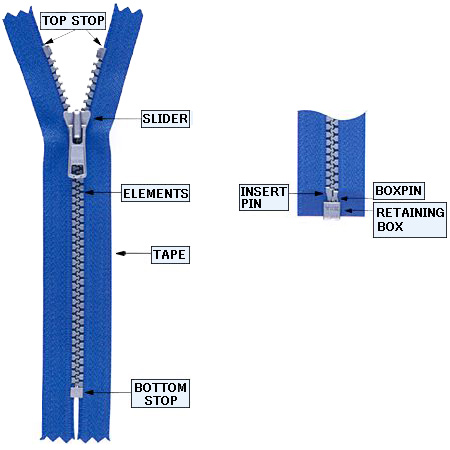 TOP STOP
SLIDER
ELEMENTS
TAPE
BOTTOM
STOP
INSERT
PIN
BOXPIN
RETAINING
BOX